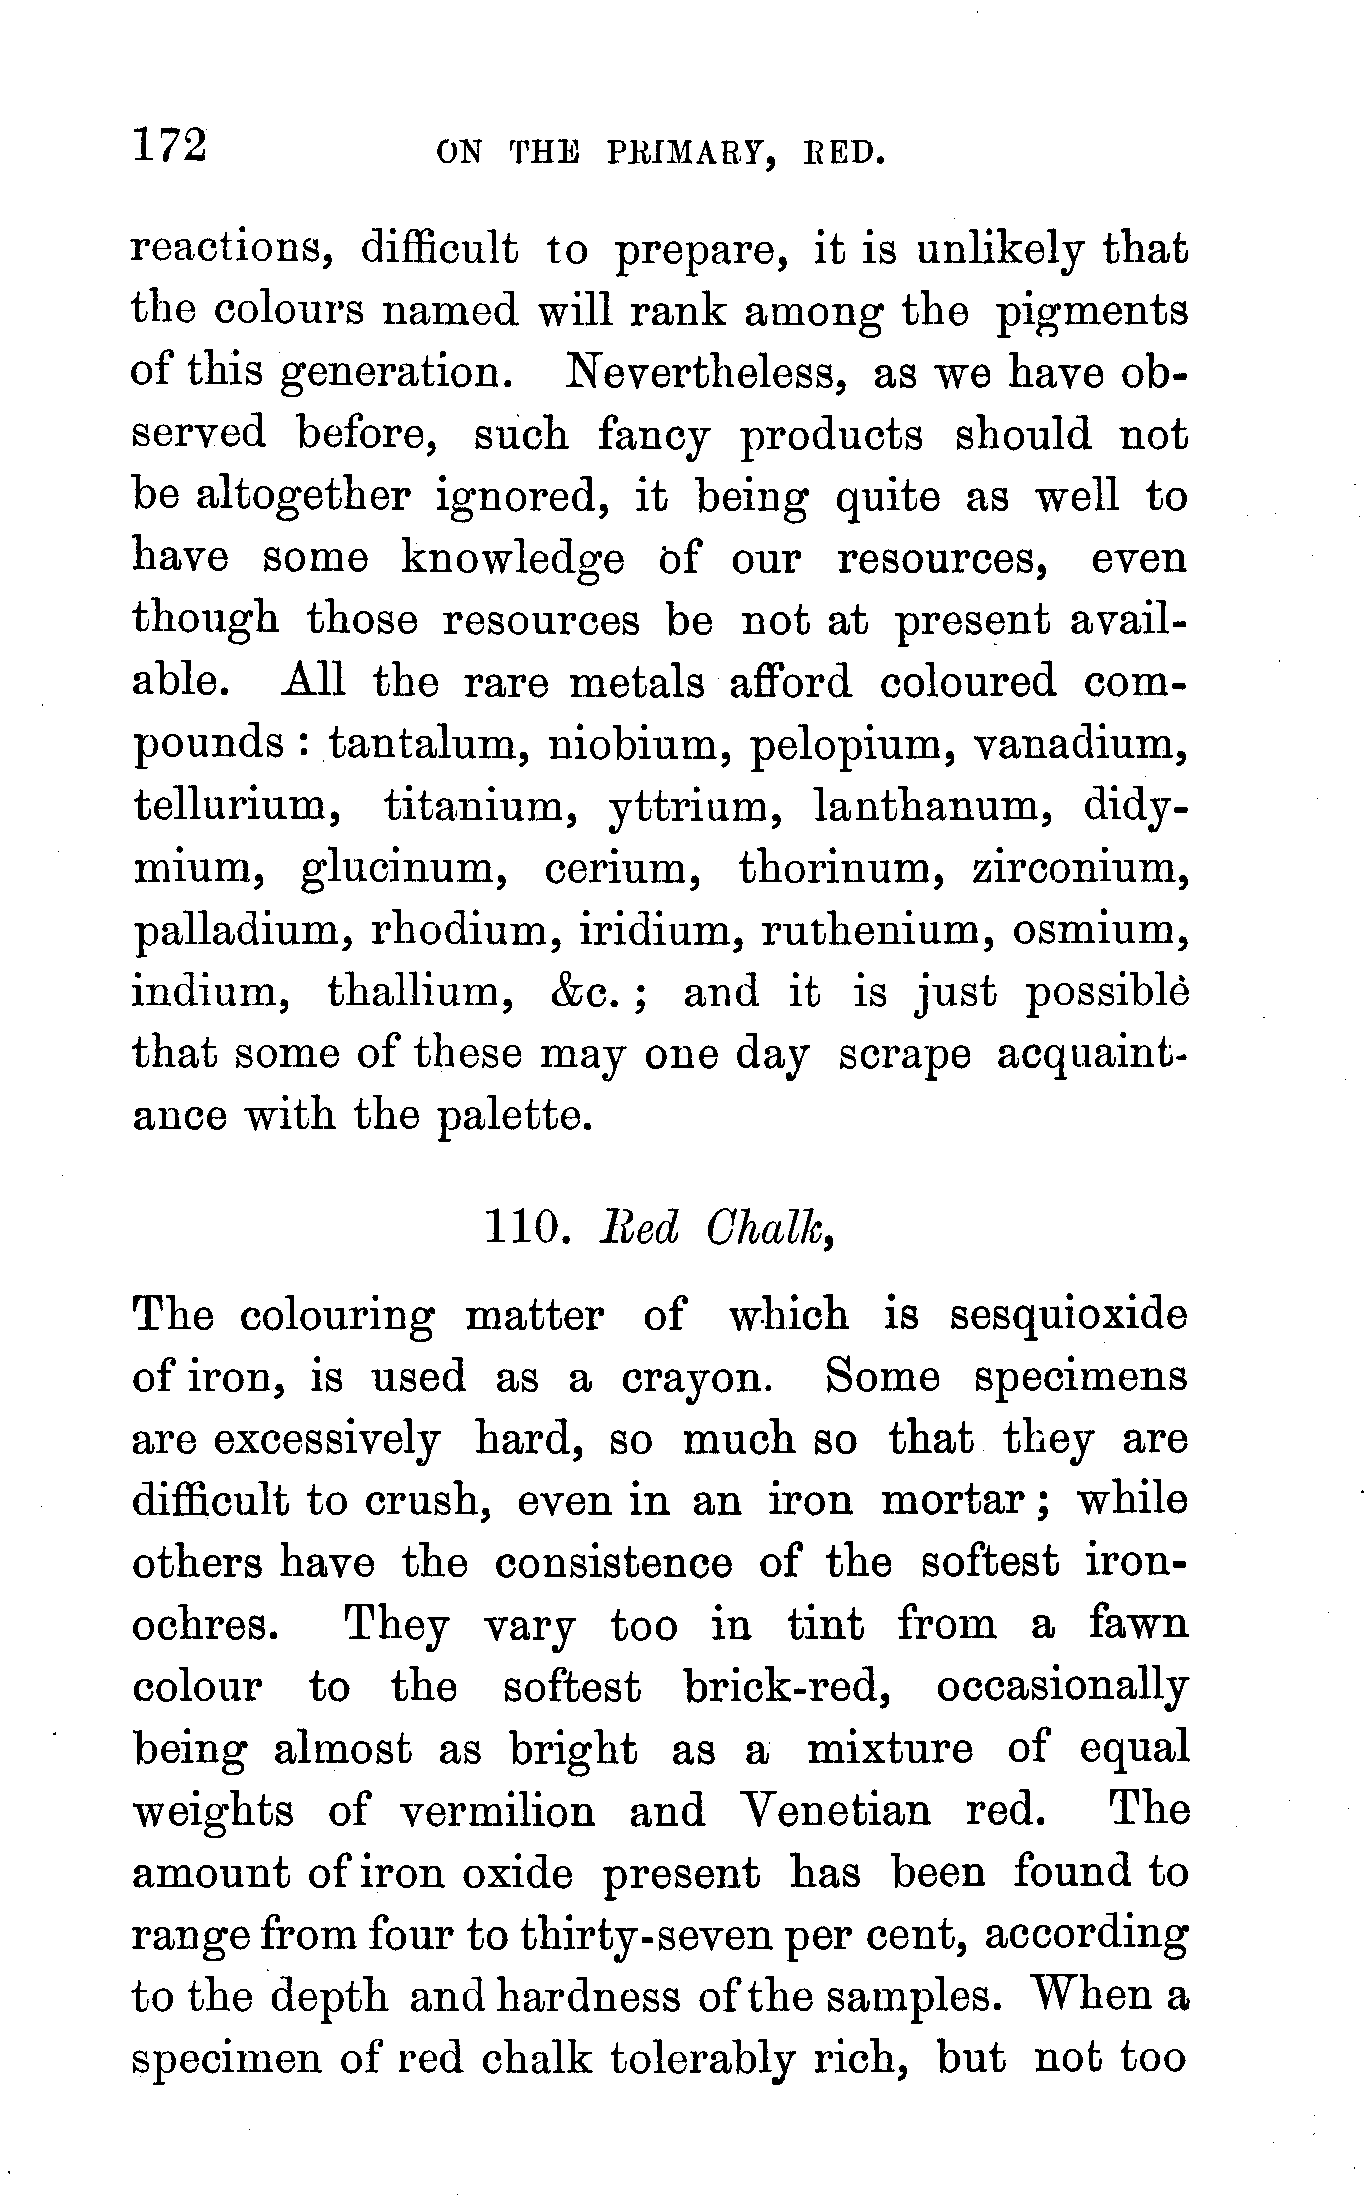 172 ON THE PRIMARY, RED.
reactions, difficult to prepare, it is unlikely that
the colours named will rank among the pigments
of this generation. Nevertheless, as we have ob-
served before, such fancy products should not
be altogether ignored, it being quite as well to
have some knowledge of our resources, even
though those resources be not at present avail-
able. All the rare metals afford coloured com-
pounds : tantalum, niobium, pelopium, vanadium,
tellurium, titanium, yttrium, lanthanum, didy-
mium, glucinum, cerium, thorinum, zirconium,
palladium, rhodium, iridium, ruthenium, osmium,
indium, thallium, &c. ; and it is just possible
that some of these may one day scrape acquaint-
ance with the palette.
110. Red Chalk,
The colouring matter of which is sesquioxide
of iron, is used as a crayon. Some specimens
are excessively hard, so much so that they are
difficult to crush, even in an iron mortar ; while
others have the consistence of the softest iron-
ochres. They vary too in tint from a fawn
colour to the softest brick-red, occasionally
being almost as bright as a mixture of equal
weights of vermilion and Venetian red. The
amount of iron oxide present has been found to
range from four to thirty-seven per cent, according
to the depth and hardness of the samples. When a
specimen of red chalk tolerably rich, but not too